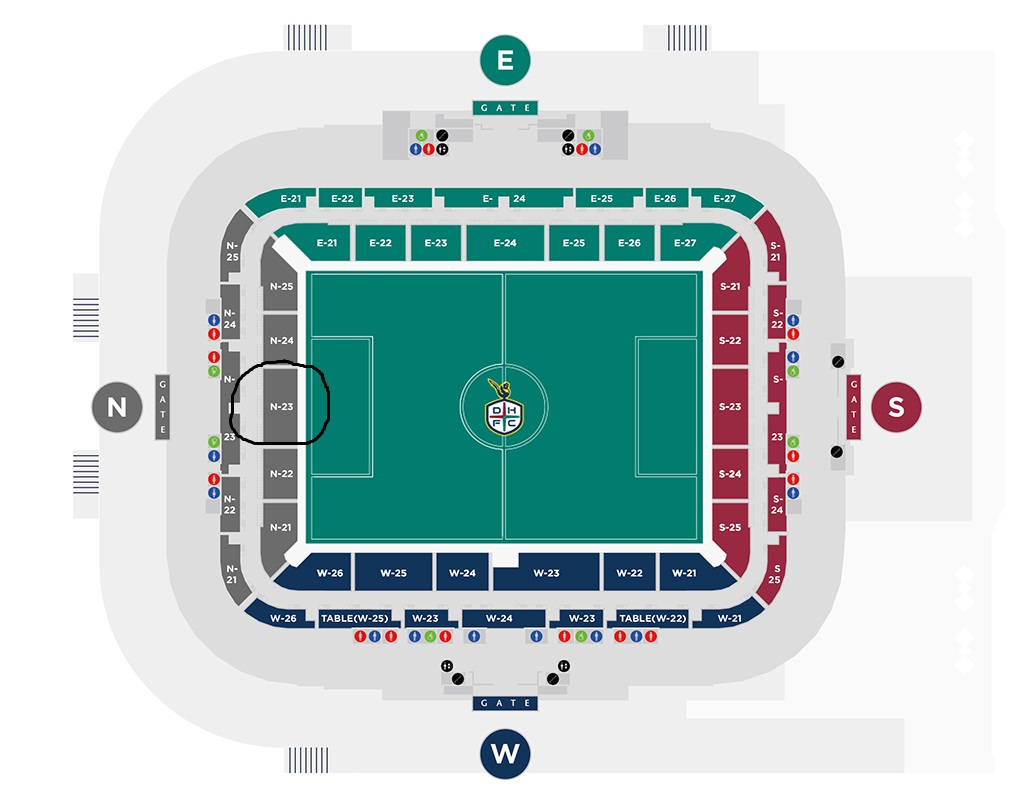 E
GATE
E-21 E-22 E-23 E- 24 E-25 E-26 E-27
E-21 E-22 E-23 E-24 E-25 E-26 E-27
N-
25
S-
21
N-25
S-21
N-
24
S-
22
N-24
S-22
N
GATE
N-
23
N-23
DH
FC
S-23
S-
23
GATE
S
N-22
S-24
N-
22
S-
24
N-21
S-25
N-
21
S
25
W-26 W-25 W-24 W-23 W-22 W-21
W-26 TABLE(W-25) W-23 W-24 W-23 TABLE(W-22) W-21
GATE
W